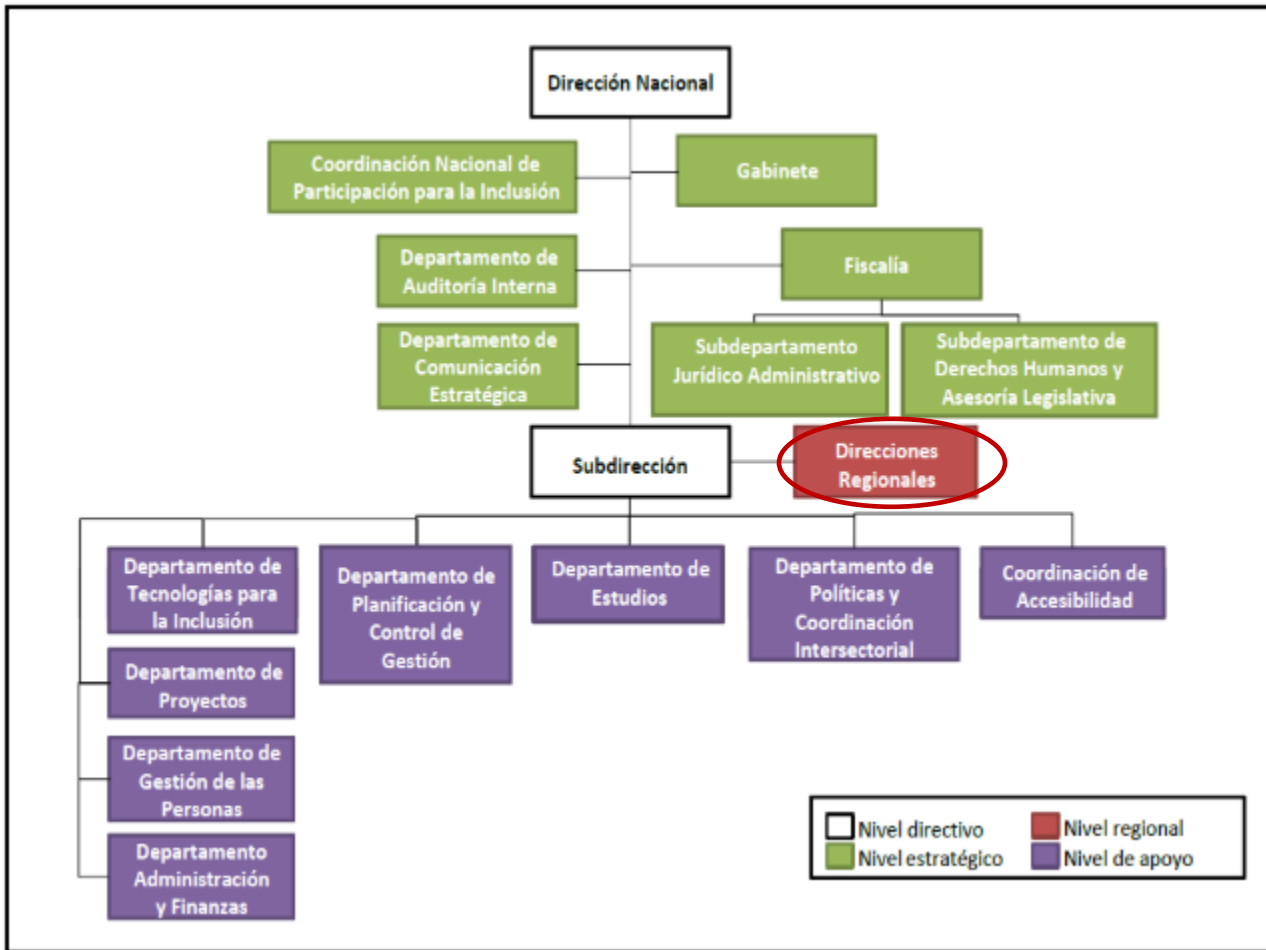 Dirección Nacional
Coordinación Nacional de
Participación para la Inclusión
Gabinete
Departamento de
Auditoría Interna
Fiscalía
Departamento de
Comunicación
Estratégica
Subdepartamento
Jurídico Administrativo
Subdepartamento de
Derechos Humanos y
Asesoría Legislativa
Subdirección
Direcciones
Regionales
Departamento de
Tecnologías para
la Inclusión
Departamento de
Planificación y
Control de
Gestión
Departamento de
Estudios
Departamento de
Políticas y
Coordinación
Intersectorial
Coordinación de
Accesibilidad
Departamento de
Proyectos
Departamento de
Gestión de las
Personas
Departamento
Administración
y Finanzas
Nivel directivo
Nivel regional
Nivel estratégico
Nivel de apoyo